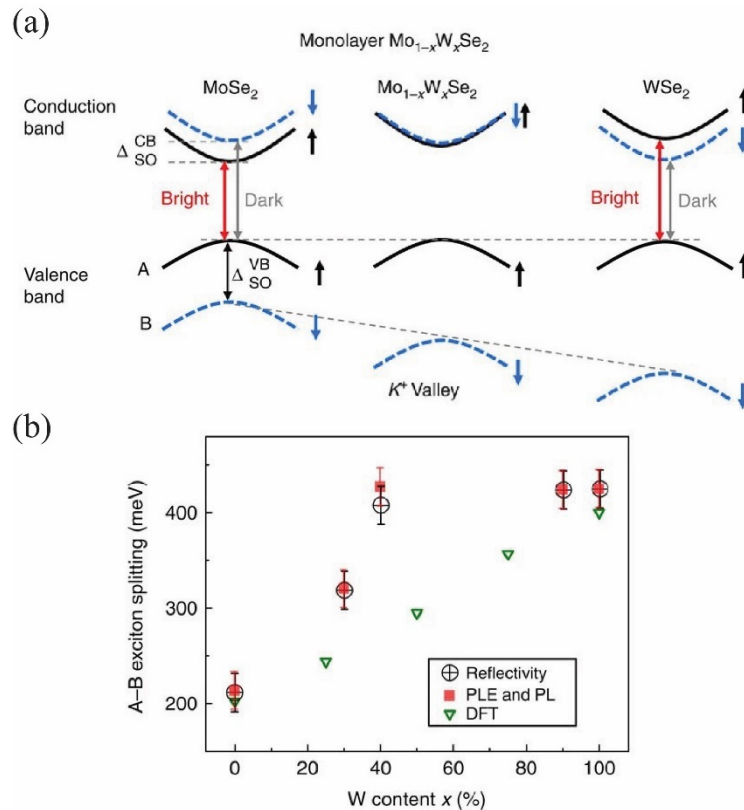 (a)
Monolayer Mo₁₋ₓWₓSe₂
MoSe₂ Mo₁₋ₓWₓSe₂ WSe₂
Conduction
band
Δ CB
SO
Bright Dark Bright Dark
Valence
band
A
Δ VB
SO
B
K⁺ Valley
(b)
A–B exciton splitting (meV)
400
300
200
Reflectivity
PLE and PL
DFT
0 20 40 60 80 100
W content x (%)